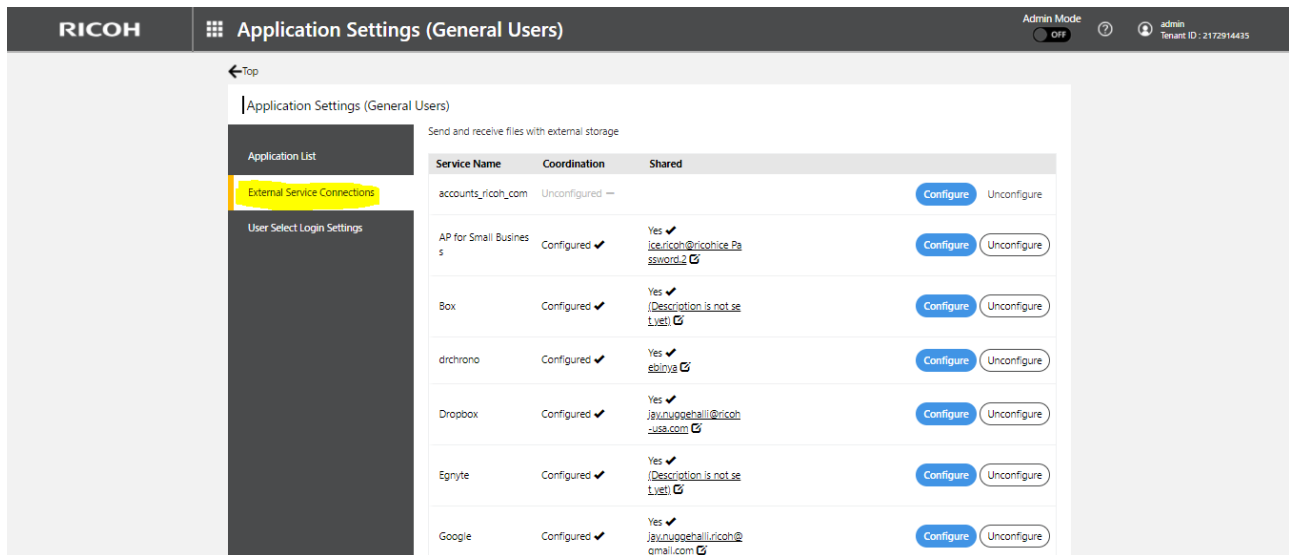 RICOH
Application Settings (General Users)
Admin Mode
OFF
admin
Tenant ID : 2172914435
Top
Application Settings (General Users)
Application List
External Service Connections
User Select Login Settings
Send and receive files with external storage
Service Name Coordination Shared
accounts_ricoh_com Unconfigured Configure Unconfigure
AP for Small Busines
s
Configured
Yes
ice.ricoh@ricohice Pa
ssword.2
Configure Unconfigure
Box
Configured
Yes
(Description is not se
t yet)
Configure Unconfigure
drchrono
Configured
Yes
ebinya
Configure Unconfigure
Dropbox
Configured
Yes
jay.nuggehalli@ricoh
-usa.com
Configure Unconfigure
Egnyte
Configured
Yes
(Description is not se
t yet)
Configure Unconfigure
Google
Configured
Yes
jay.nuggehalli.ricoh@
gmail.com
Configure Unconfigure